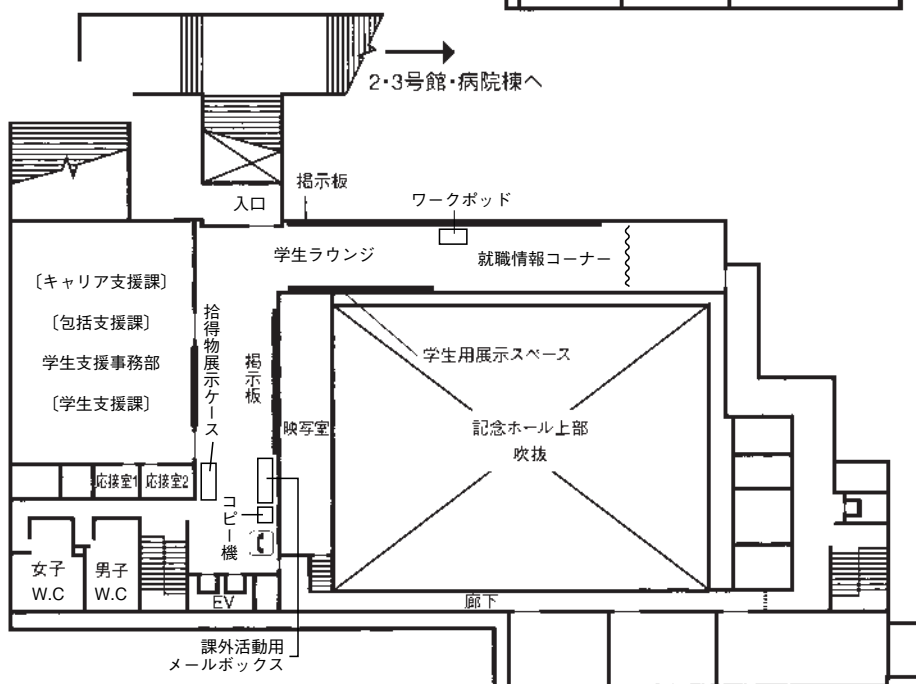 2・3号館・病院棟へ
掲示板
ワークポッド
入口
学生ラウンジ
就職情報コーナー
〔キャリア支援課〕
〔包括支援課〕
学生支援事務部
〔学生支援課〕
拾得物展示ケース
掲示板
学生用展示スペース
映写室
記念ホール上部
吹抜
応接室1
応接室2
コピー機
女子
W.C
男子
W.C
EV
廊下
課外活動用
メールボックス